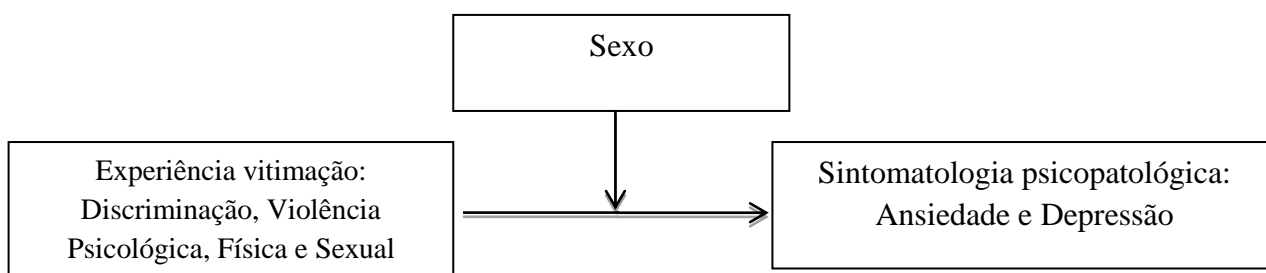 Sexo
Experiência vitimação:
Discriminação, Violência
Psicológica, Física e Sexual
Sintomatologia psicopatológica:
Ansiedade e Depressão